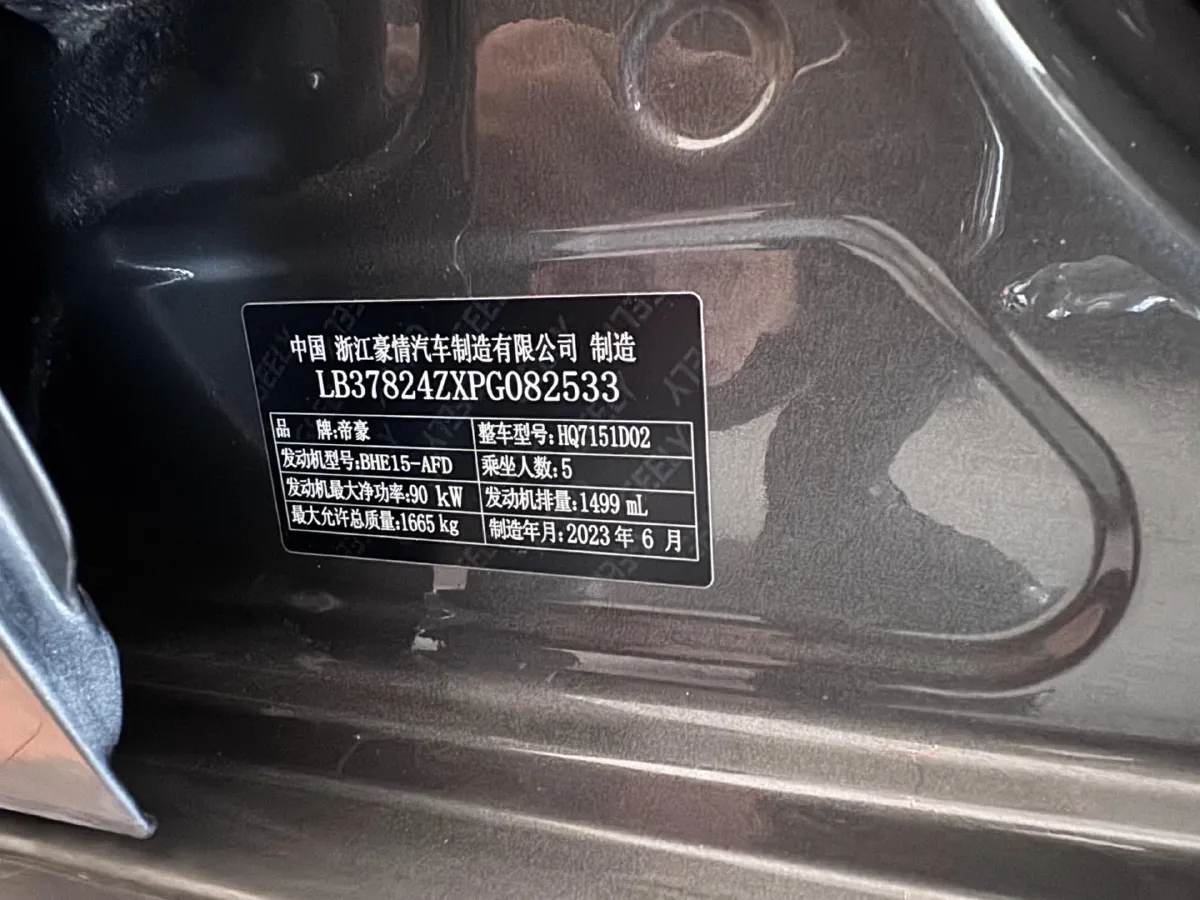 中国 浙江豪情汽车制造有限公司 制造
LB37824ZXPG082533
品 牌:帝豪 整车型号:HQ7151D02
发动机型号:BHE15-AFD 乘坐人数:5
发动机最大净功率:90 kW 发动机排量:1499 mL
最大允许总质量:1665 kg 制造年月:2023 年 6 月